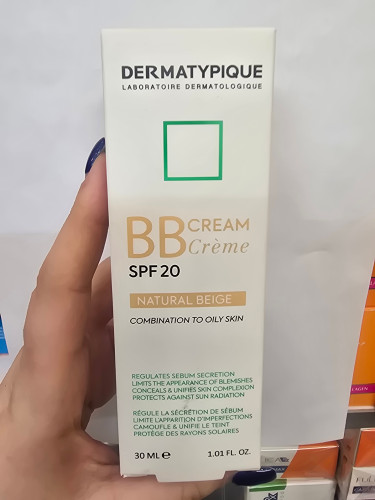 DERMATYPIQUE
LABORATOIRE DERMATOLOGIQUE
BB CREAM
Crème
SPF 20
NATURAL BEIGE
COMBINATION TO OILY SKIN
REGULATES SEBUM SECRETION
LIMITS THE APPEARANCE OF BLEMISHES
CONCEALS & UNIFIES SKIN COMPLEXION
PROTECTS AGAINST SUN RADIATION
RÉGULE LA SÉCRÉTION DE SÉBUM
LIMITE L'APPARITION D'IMPERFECTIONS
CAMOUFLE & UNIFIE LE TEINT
PROTÈGE DES RAYONS SOLAIRES
30 ML e 1.01 FL. OZ.